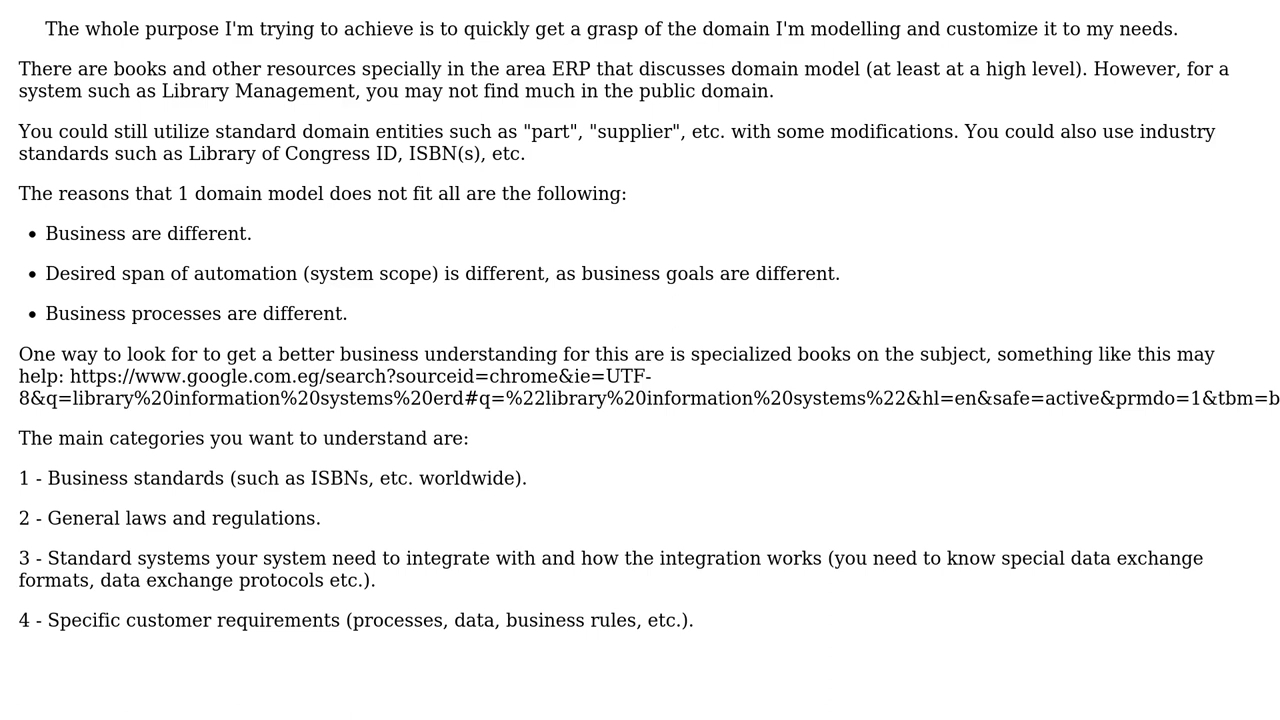 The whole purpose I'm trying to achieve is to quickly get a grasp of the domain I'm modelling and customize it to my needs.
There are books and other resources specially in the area ERP that discusses domain model (at least at a high level). However, for a
system such as Library Management, you may not find much in the public domain.
You could still utilize standard domain entities such as "part", "supplier", etc. with some modifications. You could also use industry
standards such as Library of Congress ID, ISBN(s), etc.
The reasons that 1 domain model does not fit all are the following:
• Business are different.
• Desired span of automation (system scope) is different, as business goals are different.
• Business processes are different.
One way to look for to get a better business understanding for this are is specialized books on the subject, something like this may
help: https://www.google.com.eg/search?sourceid=chrome&ie=UTF-
8&q=library%20information%20systems%20erd#q=%22library%20information%20systems%22&hl=en&safe=active&prmdo=1&tbm=b
The main categories you want to understand are:
1 - Business standards (such as ISBNs, etc. worldwide).
2 - General laws and regulations.
3 - Standard systems your system need to integrate with and how the integration works (you need to know special data exchange
formats, data exchange protocols etc.).
4 - Specific customer requirements (processes, data, business rules, etc.).